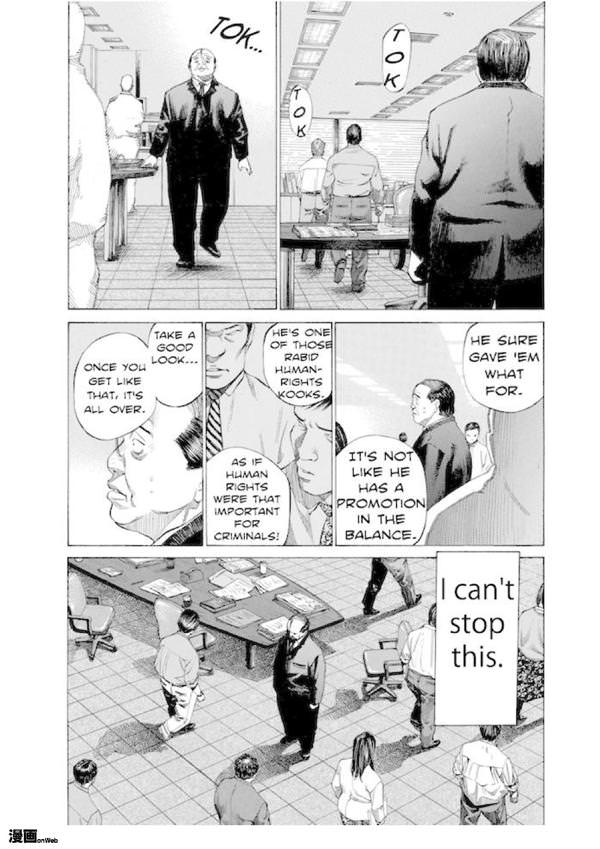 TOK...
TOK
TOK
HE SURE
GAVE 'EM
WHAT
FOR.
IT'S NOT
LIKE HE
HAS A
PROMOTION
IN THE
BALANCE.
HE'S ONE
OF THOSE
RABID
HUMAN-
RIGHTS
KOOKS.
AS IF
HUMAN
RIGHTS
WERE THAT
IMPORTANT
FOR
CRIMINALS!
TAKE A
GOOD
LOOK...
ONCE YOU
GET LIKE
THAT, IT'S
ALL OVER.
I can't
stop
this.
漫画onWeb